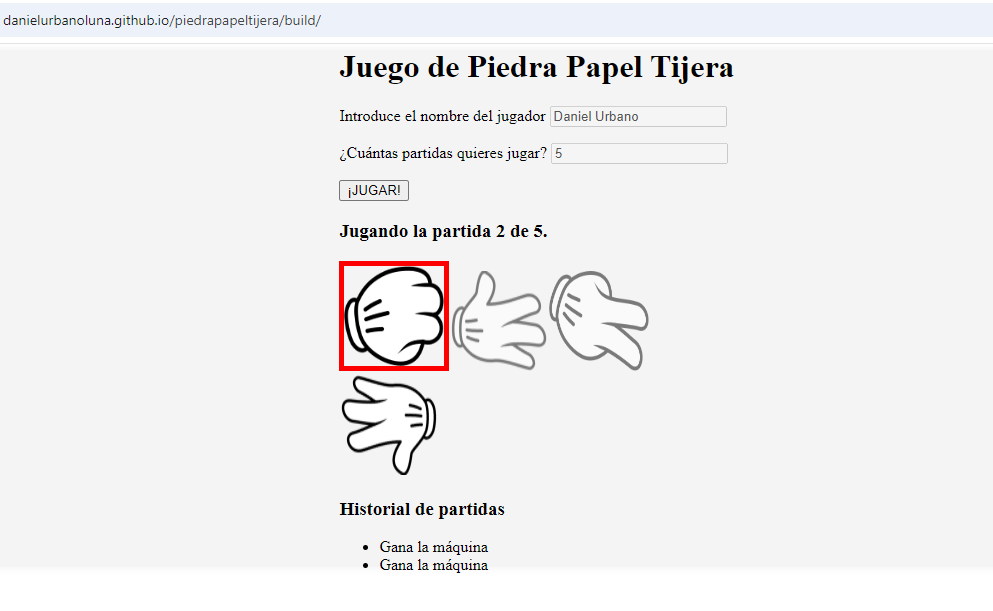 danielurbanoluna.github.io/piedrapapeltijera/build/
Juego de Piedra Papel Tijera
Introduce el nombre del jugador Daniel Urbano
¿Cuántas partidas quieres jugar? 5
¡JUGAR!
Jugando la partida 2 de 5.
Historial de partidas
• Gana la máquina
• Gana la máquina